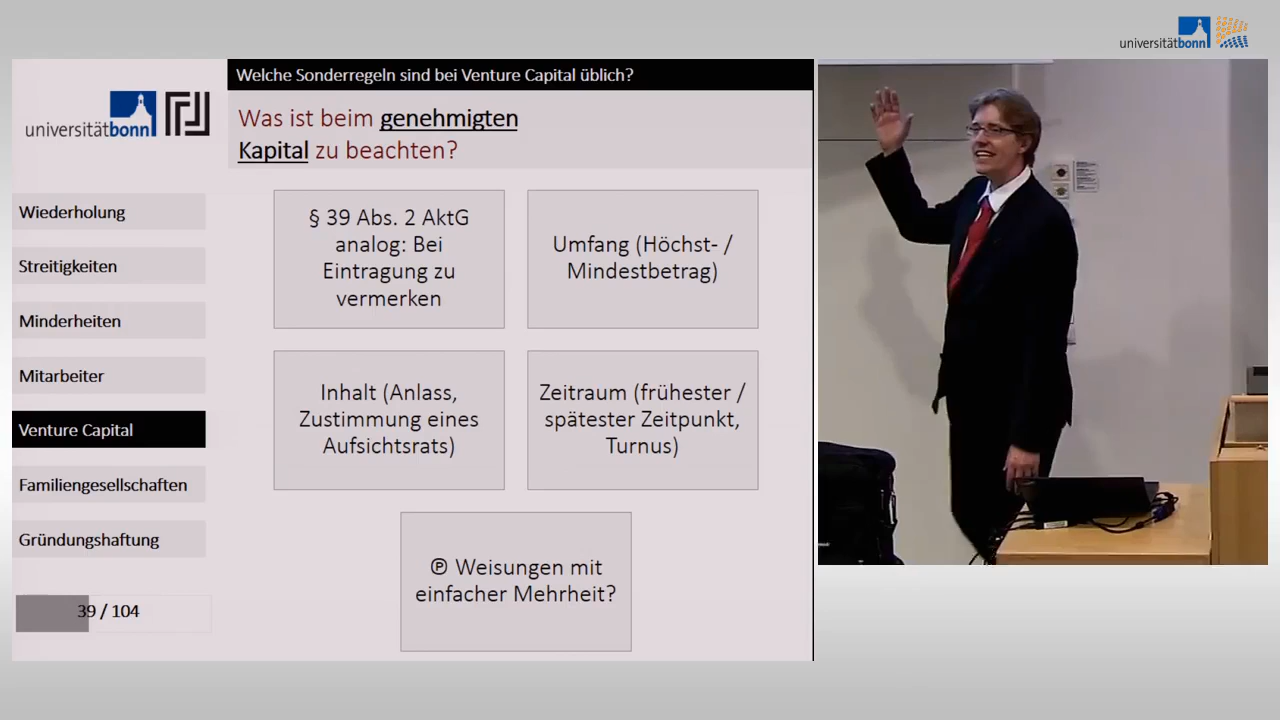 universitätbonn
Welche Sonderregeln sind bei Venture Capital üblich?
universitätbonn
Was ist beim genehmigten
Kapital zu beachten?
Wiederholung
Streitigkeiten
Minderheiten
Mitarbeiter
Venture Capital
Familiengesellschaften
Gründungshaftung
39 / 104
§ 39 Abs. 2 AktG
analog: Bei
Eintragung zu
vermerken
Umfang (Höchst- /
Mindestbetrag)
Inhalt (Anlass,
Zustimmung eines
Aufsichtsrats)
Zeitraum (frühester /
spätester Zeitpunkt,
Turnus)
Ⓟ Weisungen mit
einfacher Mehrheit?